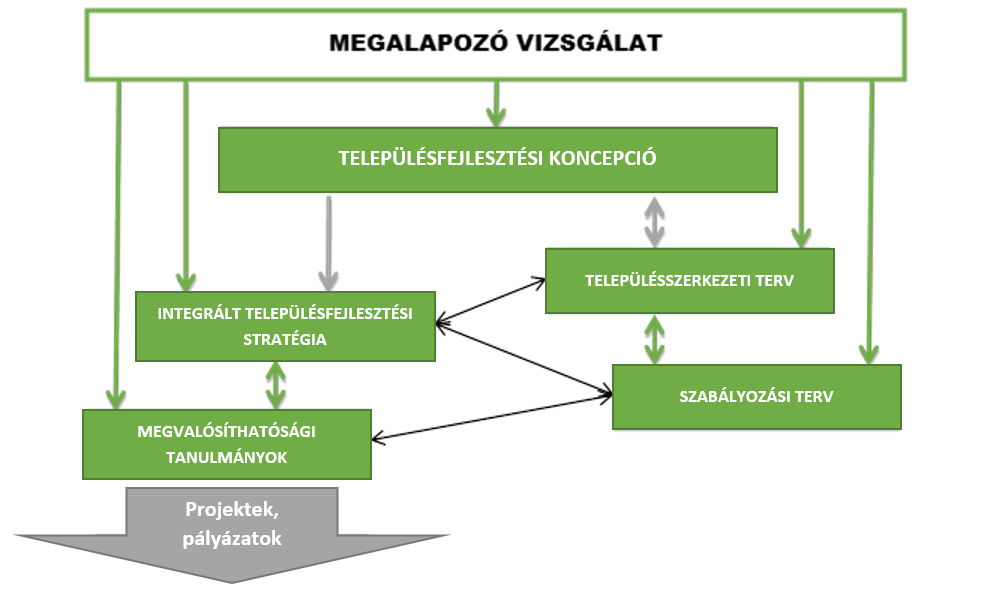 MEGALAPOZÓ VIZSGÁLAT
TELEPÜLÉSFEJLESZTÉSI KONCEPCIÓ
TELEPÜLÉSSZERKEZETI TERV
INTEGRÁLT TELEPÜLÉSFEJLESZTÉSI
STRATÉGIA
SZABÁLYOZÁSI TERV
MEGVALÓSÍTHATÓSÁGI
TANULMÁNYOK
Projektek,
pályázatok